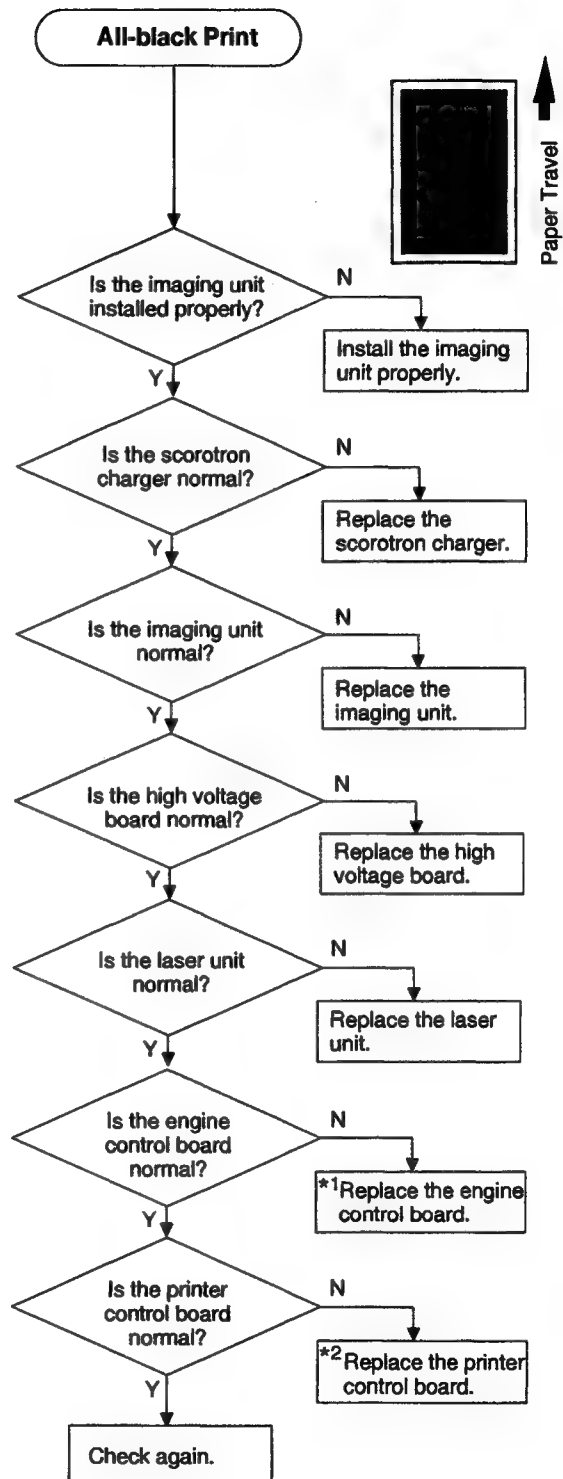 All-black Print
Paper Travel
Is the imaging unit
installed properly?
N
Install the imaging
unit properly.
Y
Is the scorotron
charger normal?
N
Replace the
scorotron charger.
Y
Is the imaging unit
normal?
N
Replace the
imaging unit.
Y
Is the high voltage
board normal?
N
Replace the high
voltage board.
Y
Is the laser unit
normal?
N
Replace the laser
unit.
Y
Is the engine
control board
normal?
N
*1 Replace the engine
control board.
Y
Is the printer
control board
normal?
N
*2 Replace the printer
control board.
Y
Check again.